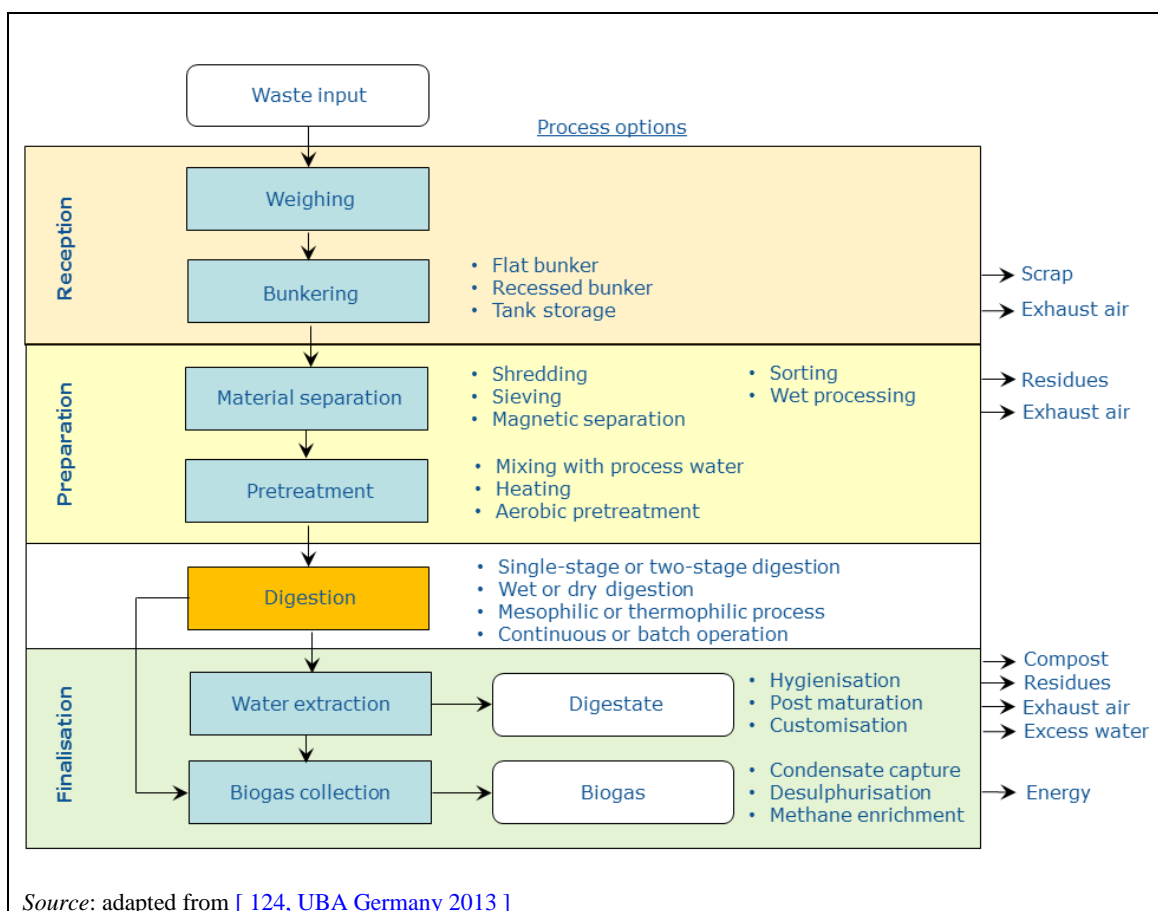 Waste input
Process options
Reception
Weighing
Bunkering
• Flat bunker
• Recessed bunker
• Tank storage
Scrap
Exhaust air
Preparation
Material separation
• Shredding
• Sieving
• Magnetic separation
• Sorting
• Wet processing
Residues
Exhaust air
Pretreatment
• Mixing with process water
• Heating
• Aerobic pretreatment
Digestion
• Single-stage or two-stage digestion
• Wet or dry digestion
• Mesophilic or thermophilic process
• Continuous or batch operation
Finalisation
Water extraction
Digestate
• Hygienisation
• Post maturation
• Customisation
Compost
Residues
Exhaust air
Excess water
Biogas collection
Biogas
• Condensate capture
• Desulphurisation
• Methane enrichment
Energy
Source: adapted from [ 124, UBA Germany 2013 ]